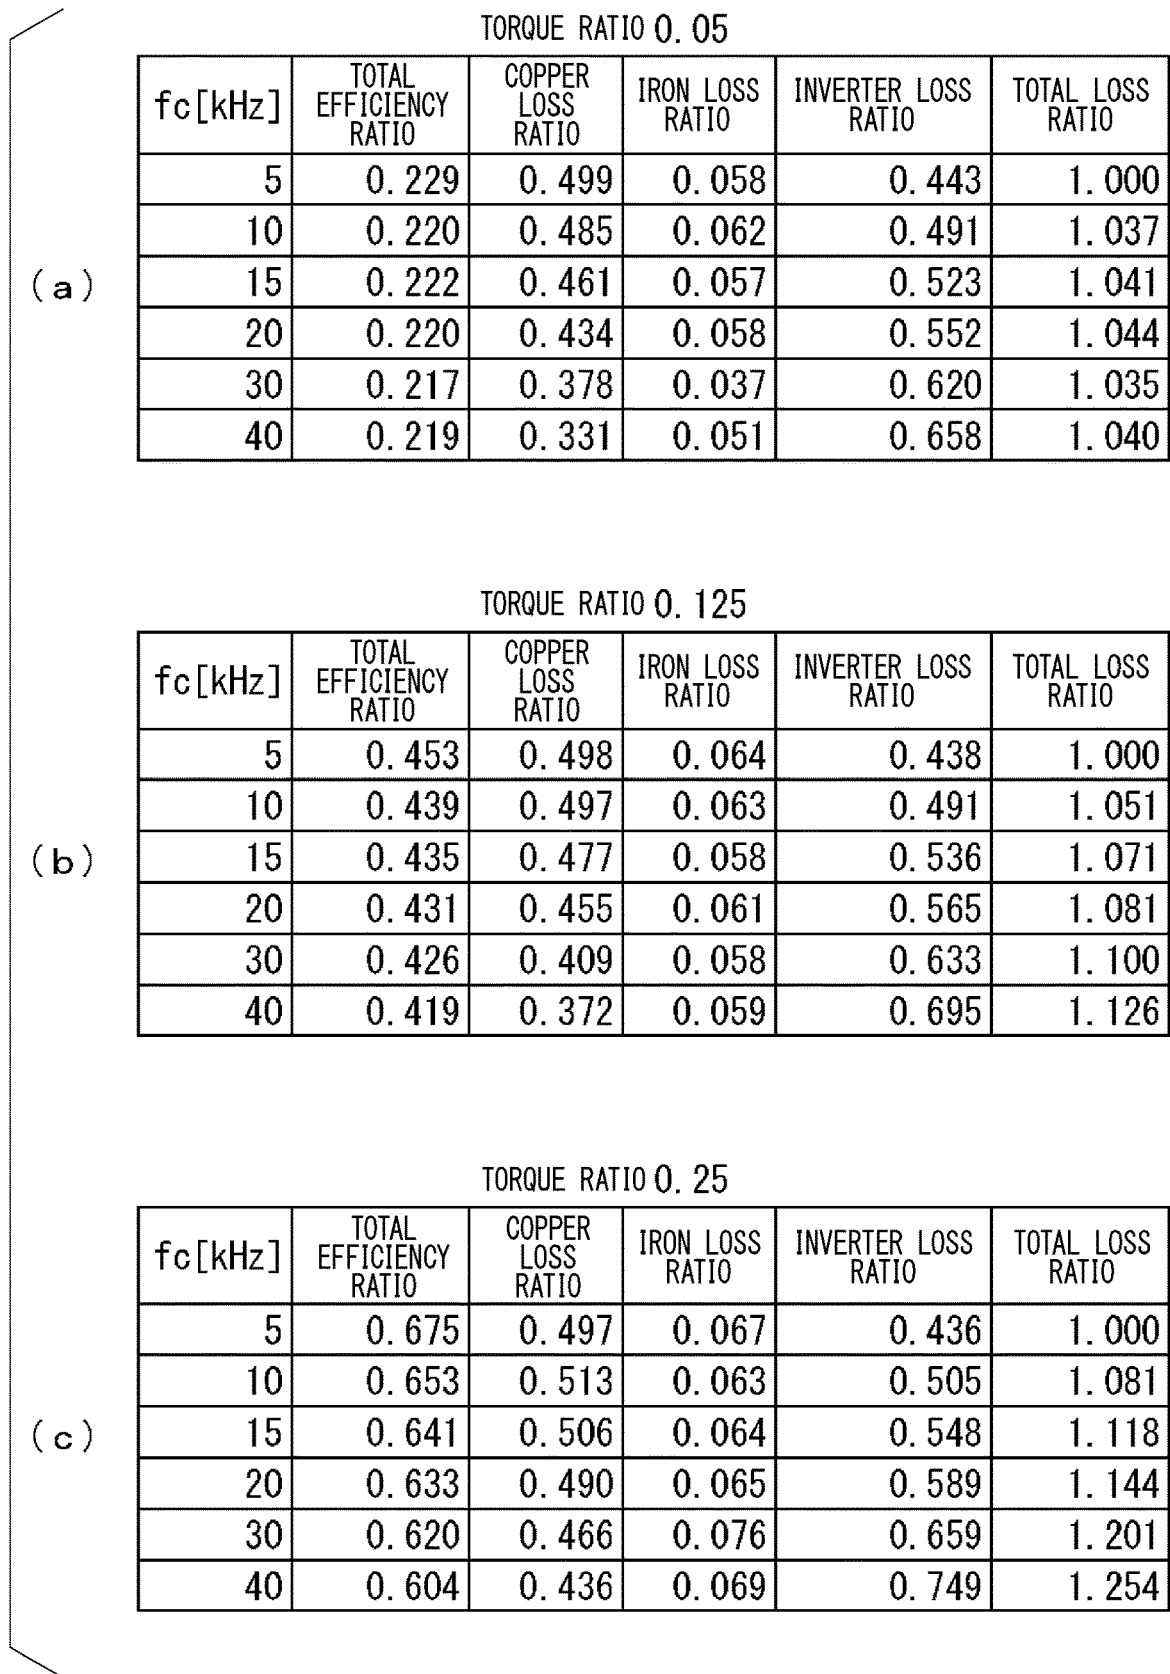 TORQUE RATIO 0.05
fc[kHz] TOTAL EFFICIENCY RATIO COPPER LOSS RATIO IRON LOSS RATIO INVERTER LOSS RATIO TOTAL LOSS RATIO
5 0.229 0.499 0.058 0.443 1.000
10 0.220 0.485 0.062 0.491 1.037
(a)
15 0.222 0.461 0.057 0.523 1.041
20 0.220 0.434 0.058 0.552 1.044
30 0.217 0.378 0.037 0.620 1.035
40 0.219 0.331 0.051 0.658 1.040
TORQUE RATIO 0.125
fc[kHz] TOTAL EFFICIENCY RATIO COPPER LOSS RATIO IRON LOSS RATIO INVERTER LOSS RATIO TOTAL LOSS RATIO
5 0.453 0.498 0.064 0.438 1.000
10 0.439 0.497 0.063 0.491 1.051
(b)
15 0.435 0.477 0.058 0.536 1.071
20 0.431 0.455 0.061 0.565 1.081
30 0.426 0.409 0.058 0.633 1.100
40 0.419 0.372 0.059 0.695 1.126
TORQUE RATIO 0.25
fc[kHz] TOTAL EFFICIENCY RATIO COPPER LOSS RATIO IRON LOSS RATIO INVERTER LOSS RATIO TOTAL LOSS RATIO
5 0.675 0.497 0.067 0.436 1.000
10 0.653 0.513 0.063 0.505 1.081
(c)
15 0.641 0.506 0.064 0.548 1.118
20 0.633 0.490 0.065 0.589 1.144
30 0.620 0.466 0.076 0.659 1.201
40 0.604 0.436 0.069 0.749 1.254